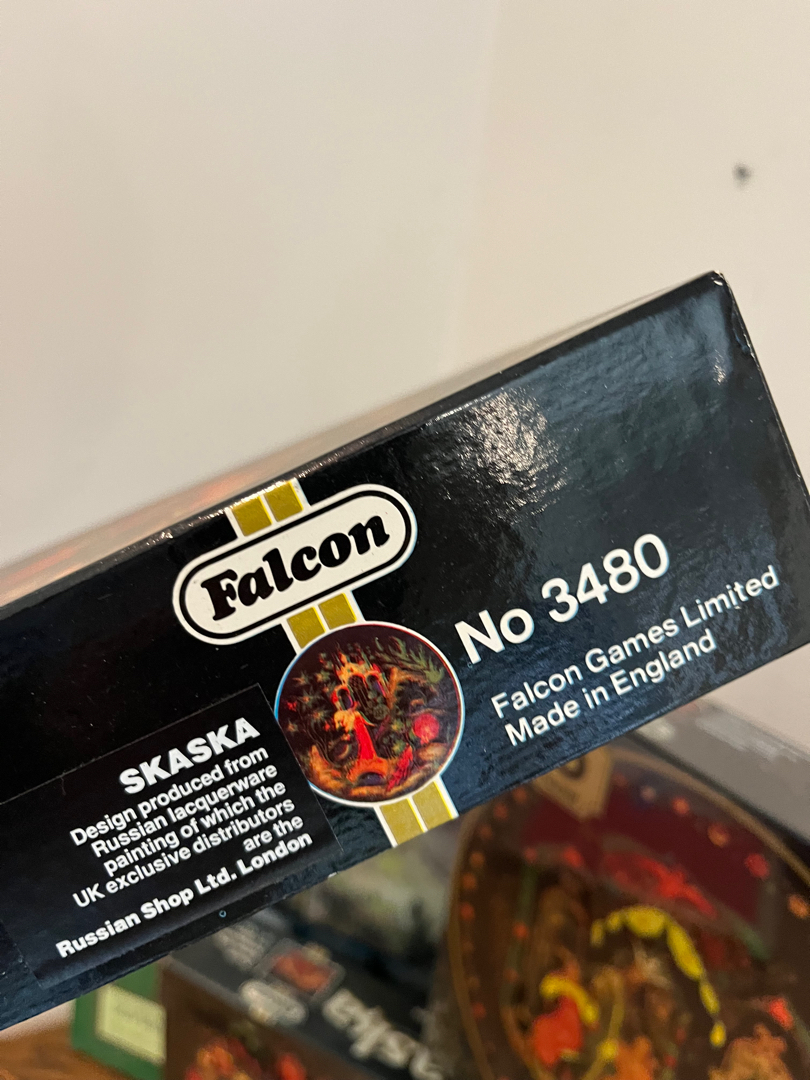 Falcon
No 3480
Falcon Games Limited
Made in England
SKASKA
Design produced from
Russian lacquerware
painting of which the
UK exclusive distributors
are the
Russian Shop Ltd. London